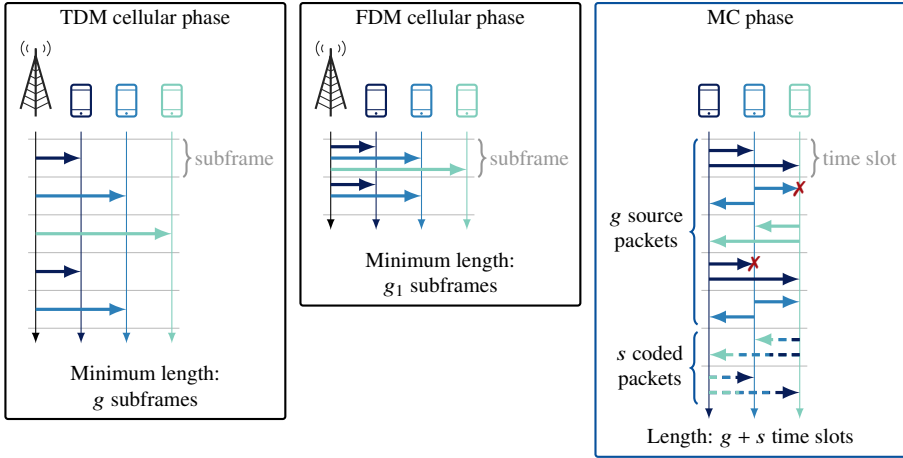 TDM cellular phase
subframe
Minimum length:
g subframes
FDM cellular phase
subframe
Minimum length:
g₁ subframes
MC phase
time slot
g source
packets
s coded
packets
Length: g + s time slots